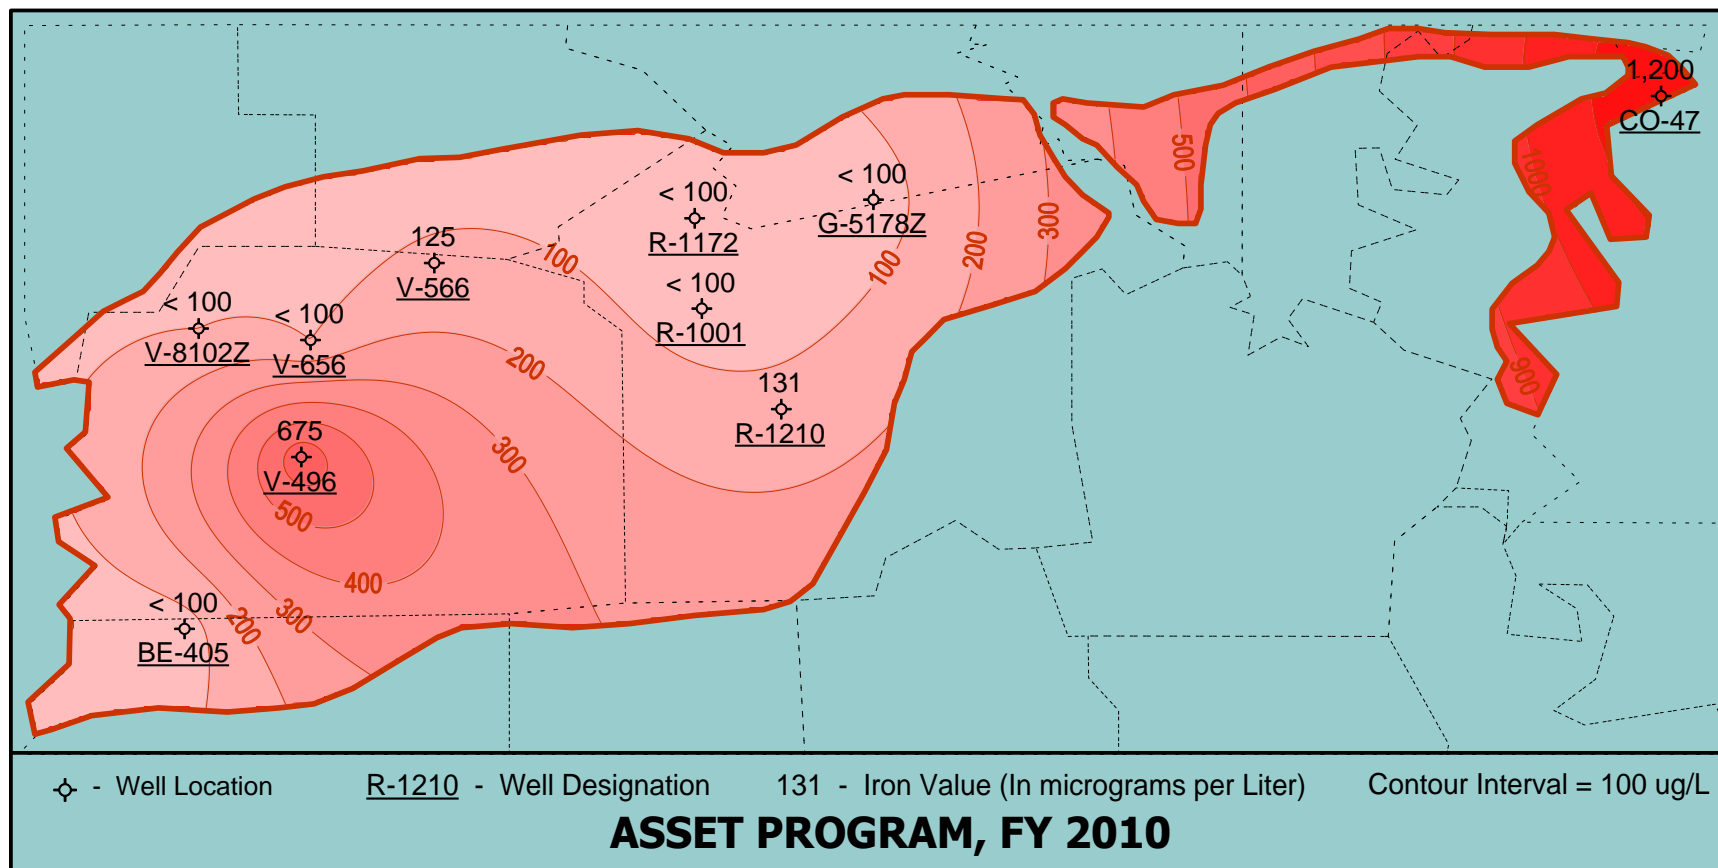 1,200
CO-47
500
1000
< 100
G-5178Z
< 100
R-1172
300
200
125
V-566
100
100
< 100
V-8102Z
< 100
V-656
< 100
R-1001
200
131
R-1210
900
675
V-496
300
500
400
< 100
BE-405
200
300
- Well Location
R-1210 - Well Designation
131 - Iron Value (In micrograms per Liter)
Contour Interval = 100 ug/L
ASSET PROGRAM, FY 2010